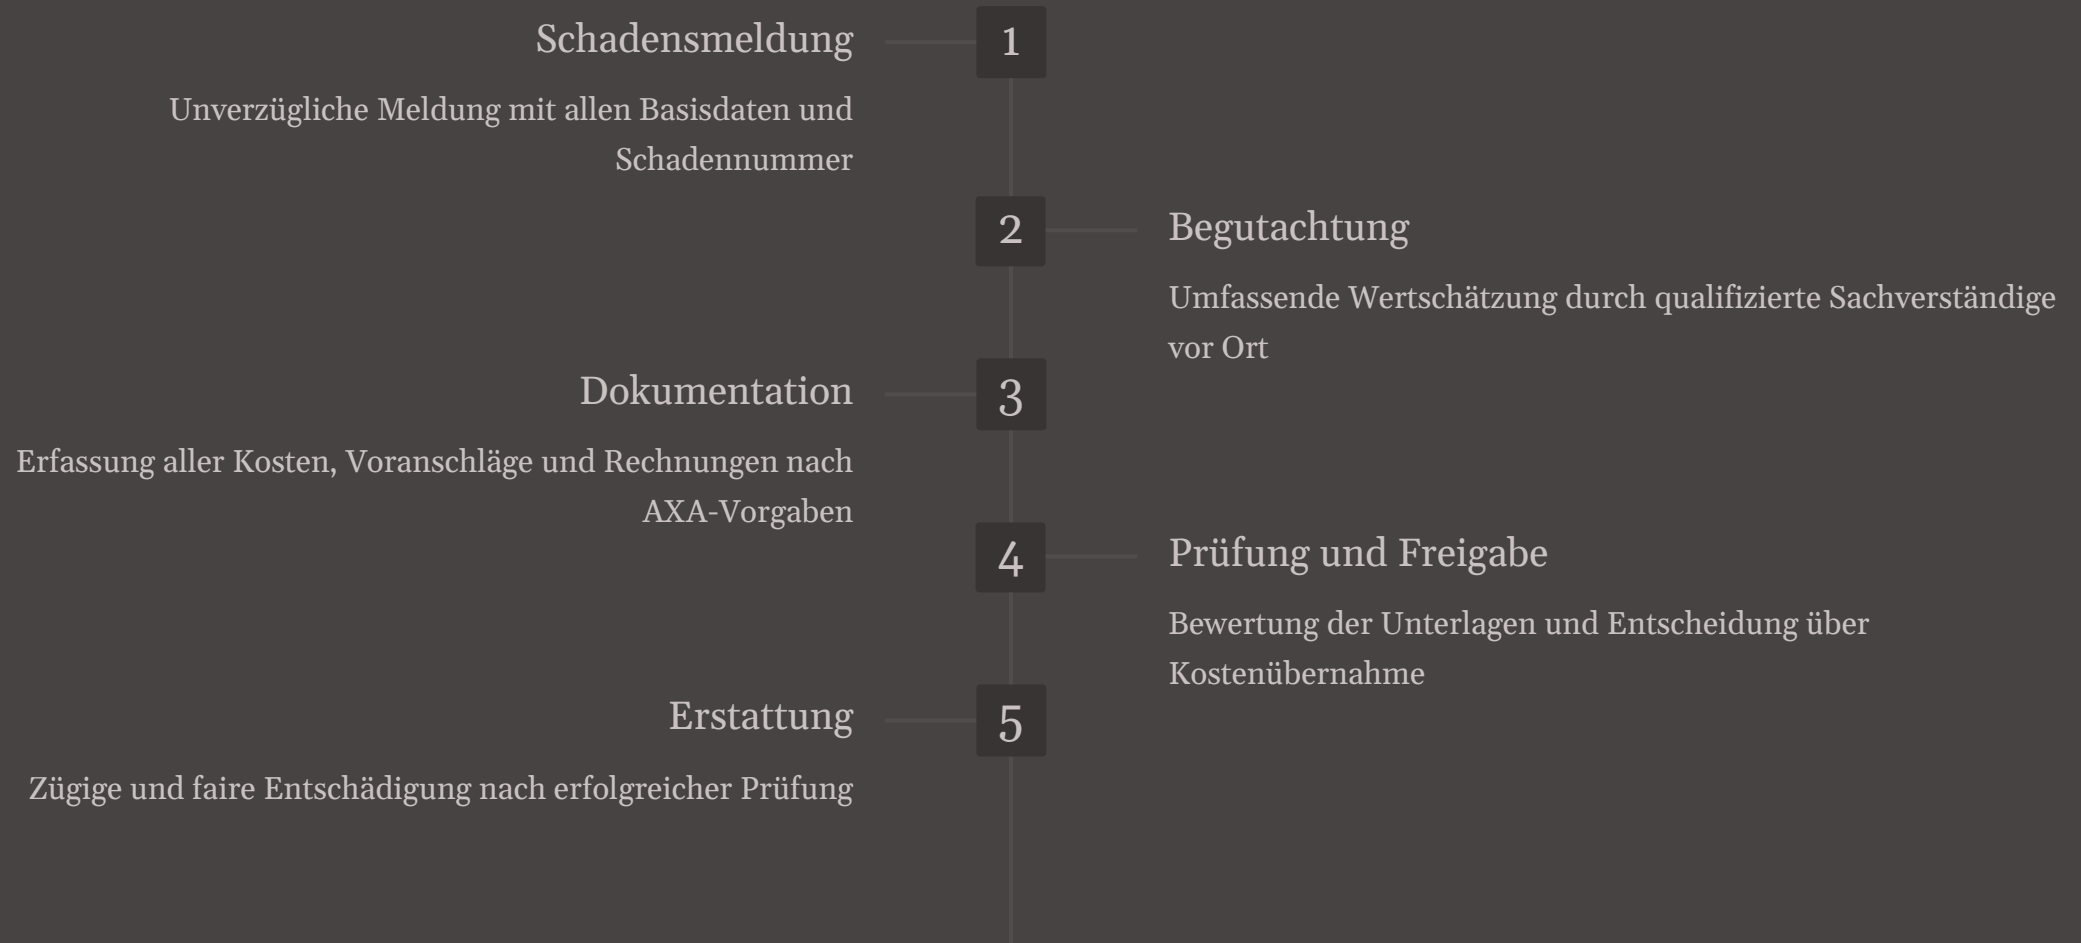 Schadensmeldung
1
Unverzügliche Meldung mit allen Basisdaten und
Schadennummer
2
Begutachtung
Umfassende Wertschätzung durch qualifizierte Sachverständige
vor Ort
Dokumentation
3
Erfassung aller Kosten, Voranschläge und Rechnungen nach
AXA-Vorgaben
4
Prüfung und Freigabe
Bewertung der Unterlagen und Entscheidung über
Kostenübernahme
Erstattung
5
Zügige und faire Entschädigung nach erfolgreicher Prüfung